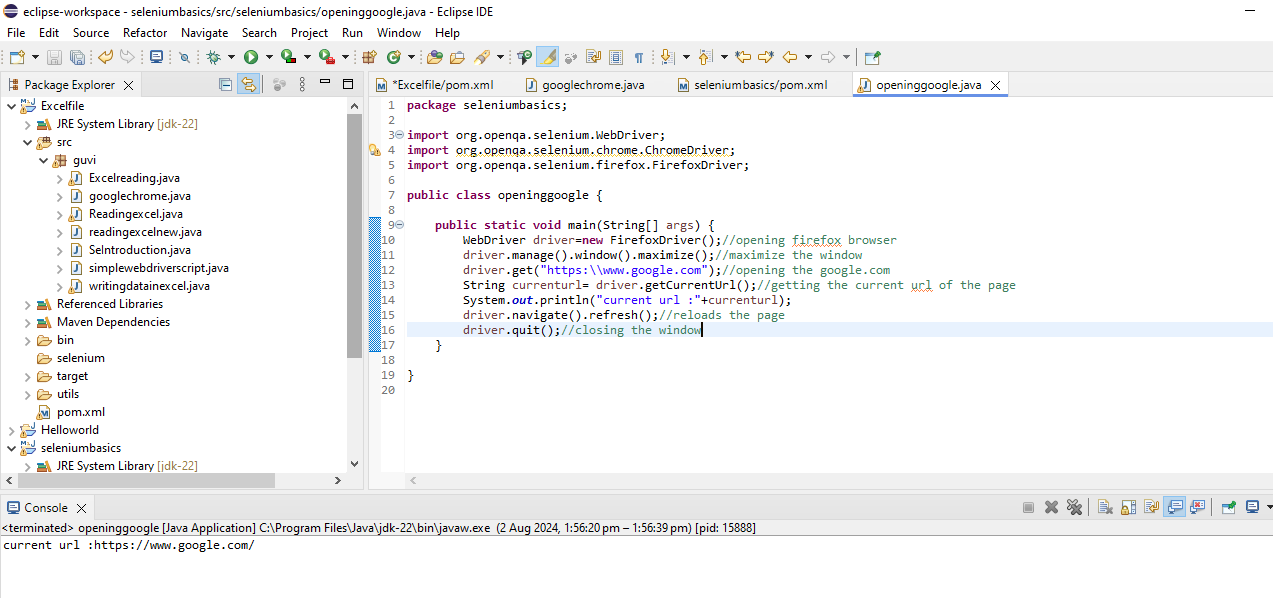 eclipse-workspace - seleniumbasics/src/seleniumbasics/openinggoogle.java - Eclipse IDE
File Edit Source Refactor Navigate Search Project Run Window Help
Package Explorer
Excelfile
JRE System Library [jdk-22]
src
guvi
Excelreading.java
googlechrome.java
Readingexcel.java
readingexcelnew.java
SelIntroduction.java
simplewebdriverscript.java
writingdatainexcel.java
Referenced Libraries
Maven Dependencies
bin
selenium
target
utils
pom.xml
Helloworld
seleniumbasics
JRE System Library [jdk-22]
*Excelfile/pom.xml googlechrome.java seleniumbasics/pom.xml openinggoogle.java
1 package seleniumbasics;
2
3 import org.openqa.selenium.WebDriver;
4 import org.openqa.selenium.chrome.ChromeDriver;
5 import org.openqa.selenium.firefox.FirefoxDriver;
6
7 public class openinggoogle {
8
9 public static void main(String[] args) {
10 WebDriver driver=new FirefoxDriver();//opening firefox browser
11 driver.manage().window().maximize();//maximize the window
12 driver.get("https:\\www.google.com");//opening the google.com
13 String currenturl= driver.getCurrentUrl();//getting the current url of the page
14 System.out.println("current url :"+currenturl);
15 driver.navigate().refresh();//reloads the page
16 driver.quit();//closing the window
17 }
18
19 }
20
Console
<terminated> openinggoogle [Java Application] C:\Program Files\Java\jdk-22\bin\javaw.exe (2 Aug 2024, 1:56:20 pm – 1:56:39 pm) [pid: 15888]
current url :https://www.google.com/